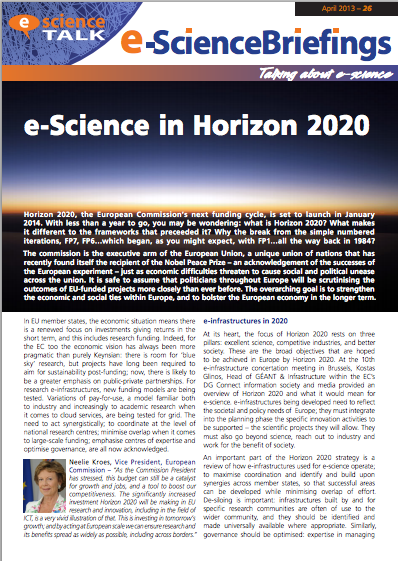 e science
TALK
April 2013 – 26
e-ScienceBriefings
Talking about e-science
e-Science in Horizon 2020
Horizon 2020, the European Commission's next funding cycle, is set to launch in January
2014. With less than a year to go, you may be wondering: what is Horizon 2020? What makes
it different to the frameworks that preceeded it? Why the break from the simple numbered
iterations, FP7, FP6...which began, as you might expect, with FP1...all the way back in 1984?
The commission is the executive arm of the European Union, a unique union of nations that has
recently found itself the recipient of the Nobel Peace Prize – an acknowledgement of the successes of
the European experiment – just as economic difficulties threaten to cause social and political unease
across the union. It is safe to assume that politicians throughout Europe will be scrutinising the
outcomes of EU-funded projects more closely than ever before. The overarching goal is to strengthen
the economic and social ties within Europe, and to bolster the European economy in the longer term.
In EU member states, the economic situation means there
is a renewed focus on investments giving returns in the
short term, and this includes research funding. Indeed, for
the EC too the economic vision has always been more
pragmatic than purely Keynsian: there is room for 'blue
sky' research, but projects have long been required to
aim for sustainability post-funding; now, there is likely to
be a greater emphasis on public-private partnerships. For
research e-infrastructures, new funding models are being
tested. Variations of pay-for-use, a model familiar both
to industry and increasingly to academic research when
it comes to cloud services, are being tested for grid. The
need to act synergistically; to coordinate at the level of
national research centres; minimise overlap when it comes
to large-scale funding; emphasise centres of expertise and
optimise governance, are all now acknowledged.
Neelie Kroes, Vice President, European
Commission – "As the Commission President
has stressed, this budget can still be a catalyst
for growth and jobs, and a tool to boost our
competitiveness. The significantly increased
investment Horizon 2020 will be making in EU
research and innovation, including in the field of
ICT, is a very vivid illustration of that. This is investing in tomorrow's
growth; and by acting at European scale we can ensure research and
its benefits spread as widely as possible, including across borders."
e-infrastructures in 2020
At its heart, the focus of Horizon 2020 rests on three
pillars: excellent science, competitive industries, and better
society. These are the broad objectives that are hoped
to be achieved in Europe by Horizon 2020. At the 10th
e-infrastructure concertation meeting in Brussels, Kostas
Glinos, Head of GÉANT & Infrastructure within the EC's
DG Connect information society and media provided an
overview of Horizon 2020 and what it would mean for
e-science. e-infrastructures being developed need to reflect
the societal and policy needs of Europe; they must integrate
into the planning phase the specific innovation activities to
be supported – the scientific projects they will allow. They
must also go beyond science, reach out to industry and
work for the benefit of society.
An important part of the Horizon 2020 strategy is a
review of how e-infrastructures used for e-science operate;
to maximise coordination and identify and build upon
synergies across member states, so that successful areas
can be developed while minimising overlap of effort.
De-siloing is important: infrastructures built by and for
specific research communities are often of use to the
wider community, and they should be identified and
made universally available where appropriate. Similarly,
governance should be optimised: expertise in managing